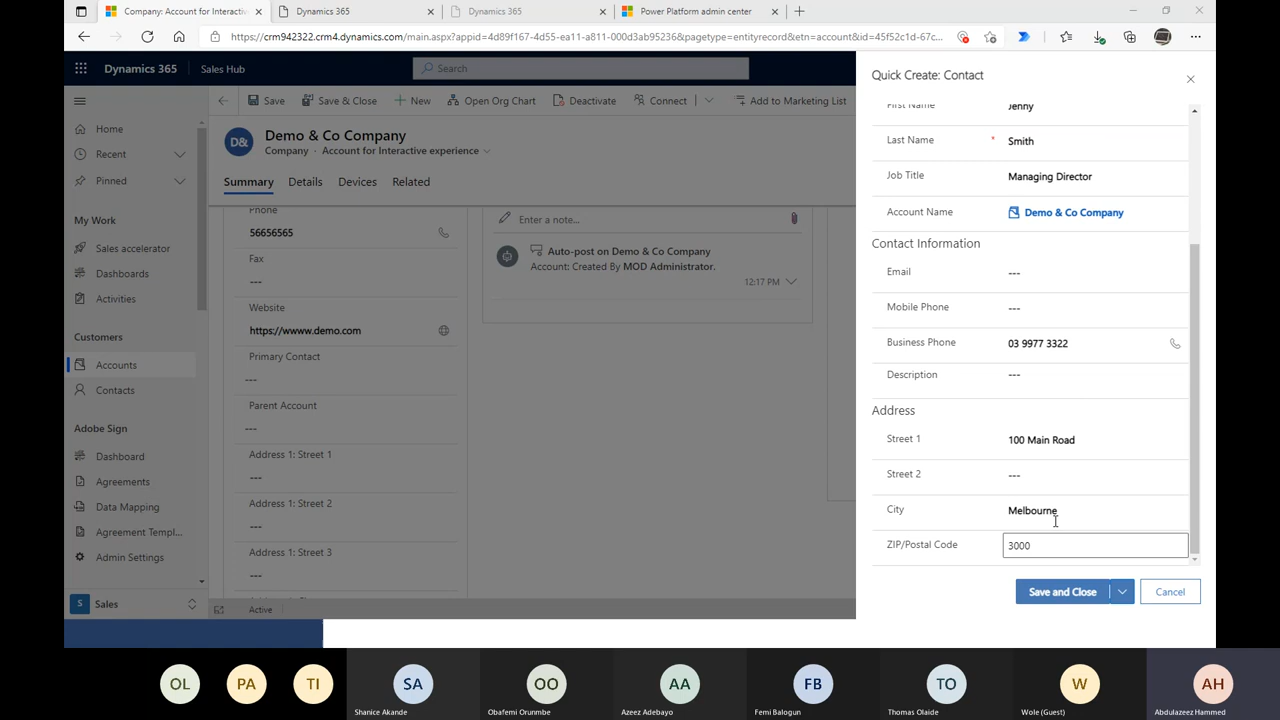 Company: Account for Interactiv
Dynamics 365
Dynamics 365
Power Platform admin center
https://crm942322.crm4.dynamics.com/main.aspx?appid=4d89f167-4d55-ea11-a811-000d3ab95236&pagetype=entityrecord&etn=account&id=45f52c1d-67c...
Dynamics 365
Sales Hub
Search
Home
Recent
Pinned
My Work
Sales accelerator
Dashboards
Activities
Customers
Accounts
Contacts
Adobe Sign
Dashboard
Agreements
Data Mapping
Agreement Templ...
Admin Settings
S
Sales
Save
Save & Close
New
Open Org Chart
Deactivate
Connect
Add to Marketing List
D&
Demo & Co Company
Company · Account for Interactive experience
Summary
Details
Devices
Related
Phone
56656565
Fax
---
Website
https://wwww.demo.com
Primary Contact
---
Parent Account
---
Address 1: Street 1
---
Address 1: Street 2
---
Address 1: Street 3
---
Active
Enter a note...
Auto-post on Demo & Co Company
Account: Created By MOD Administrator.
12:17 PM
Quick Create: Contact
First Name
Jenny
Last Name
*
Smith
Job Title
Managing Director
Account Name
Demo & Co Company
Contact Information
Email
---
Mobile Phone
---
Business Phone
03 9977 3322
Description
---
Address
Street 1
100 Main Road
Street 2
---
City
Melbourne
ZIP/Postal Code
3000
Save and Close
Cancel
OL
PA
TI
SA
Shanice Akande
OO
Obafemi Orunmbe
AA
Azeez Adebayo
FB
Femi Balogun
TO
Thomas Olaide
W
Wole (Guest)
AH
Abdulazeez Hammed